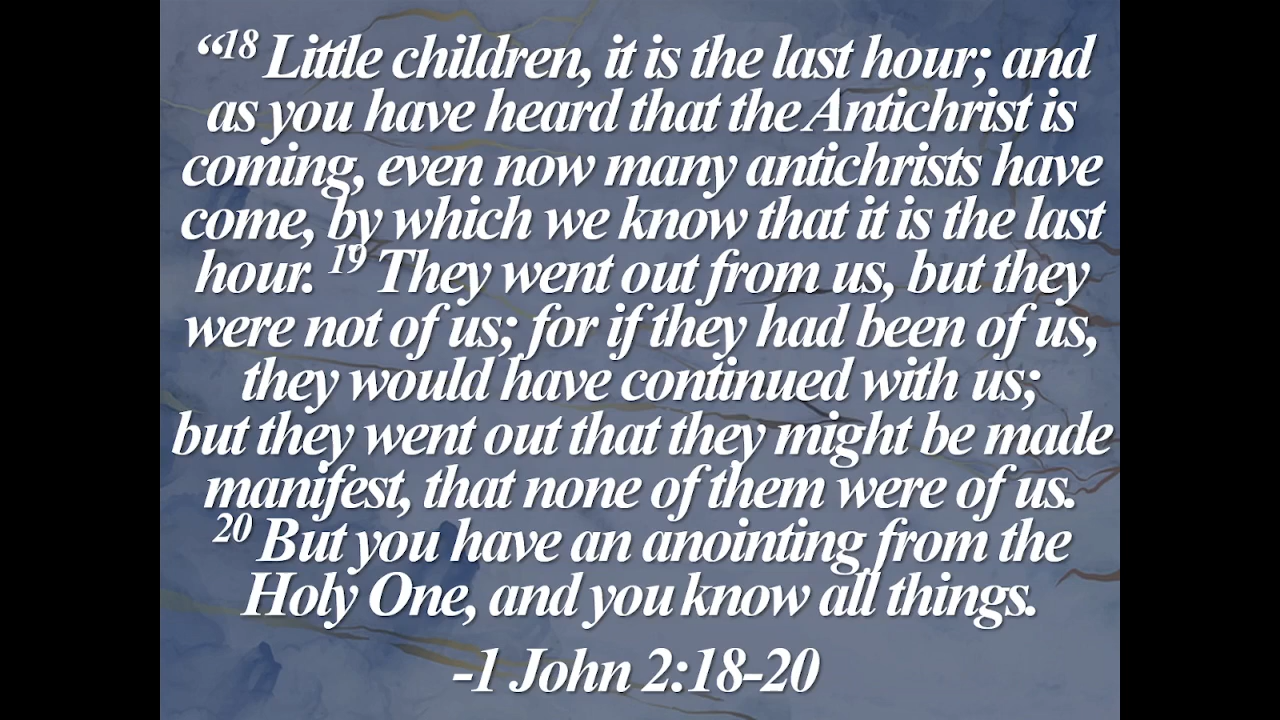 “18 Little children, it is the last hour; and
as you have heard that the Antichrist is
coming, even now many antichrists have
come, by which we know that it is the last
hour. 19 They went out from us, but they
were not of us; for if they had been of us,
they would have continued with us;
but they went out that they might be made
manifest, that none of them were of us.
20 But you have an anointing from the
Holy One, and you know all things.
-1 John 2:18-20